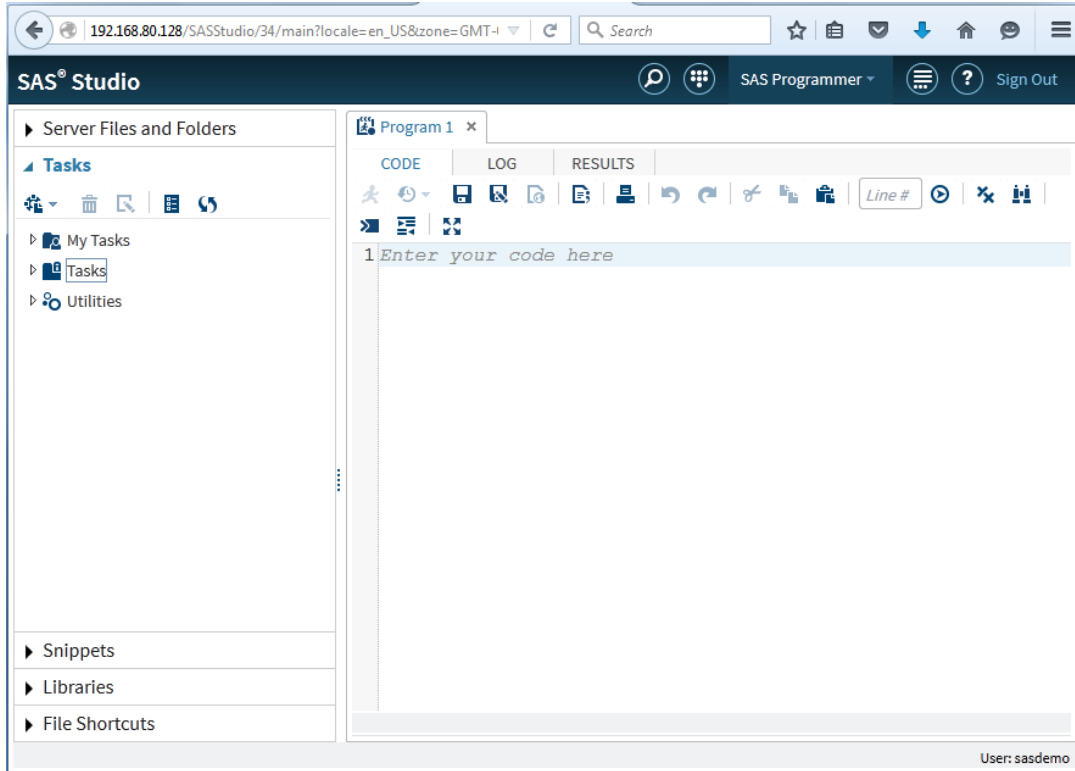 192.168.80.128/SASStudio/34/main?locale=en_US&zone=GMT-( Search
SAS® Studio SAS Programmer ? Sign Out
Server Files and Folders
Tasks
My Tasks
Tasks
Utilities
Snippets
Libraries
File Shortcuts
Program 1
CODE LOG RESULTS
Line #
1 Enter your code here
User: sasdemo